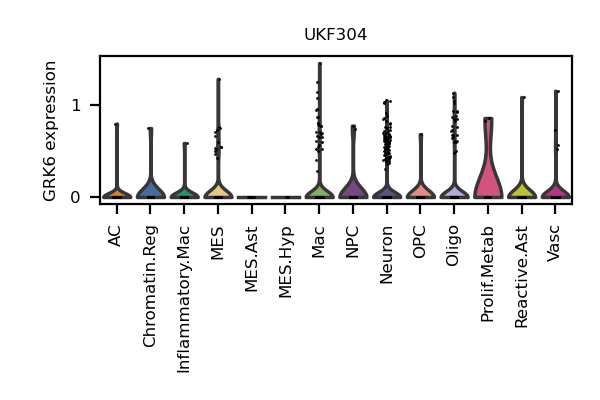 UKF304
GRK6 expression
1
0
AC
Chromatin.Reg
Inflammatory.Mac
MES
MES.Ast
MES.Hyp
Mac
NPC
Neuron
OPC
Oligo
Prolif.Metab
Reactive.Ast
Vasc